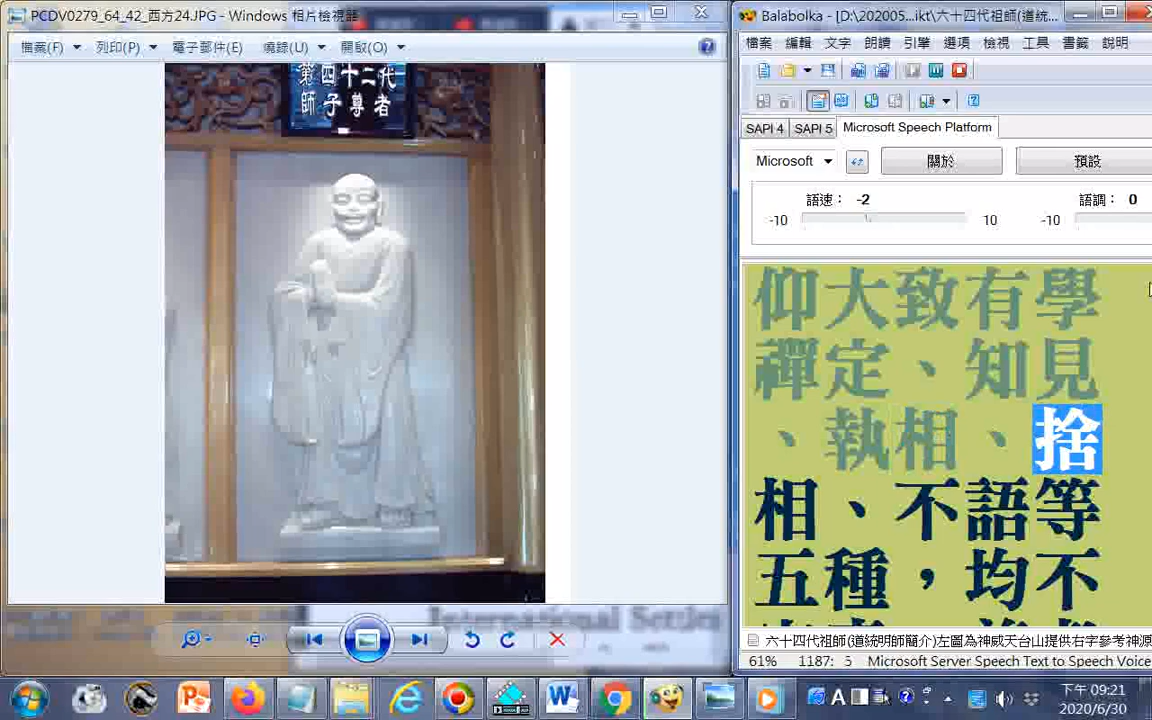 PCDV0279_64_42_西方24.JPG - Windows 相片檢視器
檔案(F) 列印(P) 電子郵件(E) 燒錄(U) 開啟(O)
第四十二代
師子尊者
International Settle
Balabolka - [D:\202005...ikt\六十四代祖師(道統...
檔案 編輯 文字 朗讀 引擎 選項 檢視 工具 書籤 說明
SAPI 4 SAPI 5 Microsoft Speech Platform
Microsoft 關於 預設
語速： -2 語調： 0
-10 10 -10
仰大致有學
禪定、知見
、執相、捨
相、不語等
五種，均不
六十四代祖師(道統明師簡介)左圖為神威天台山提供右字參考神源
61% 1187: 5 Microsoft Server Speech Text to Speech Voice
下午 09:21
2020/6/30